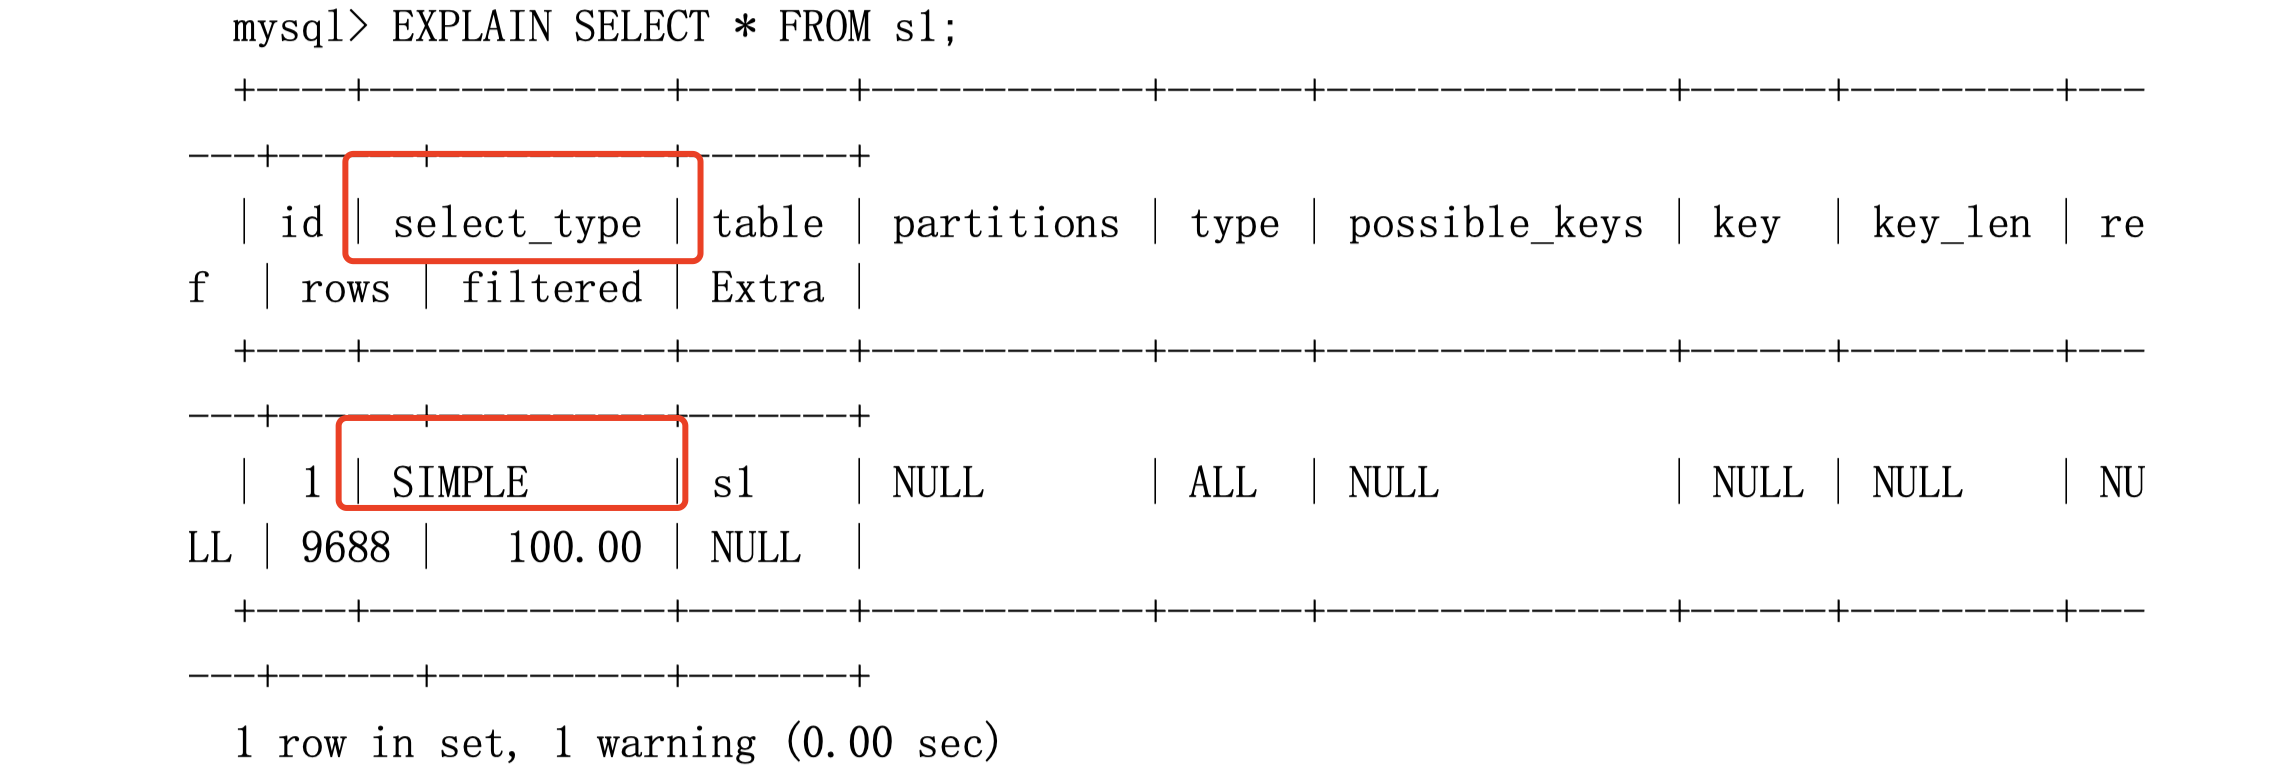 mysql> EXPLAIN SELECT * FROM s1;
+----+-------------+-------+------------+------+---------------+------+---------+---
---+------+----------+-------+
| id | select_type | table | partitions | type | possible_keys | key  | key_len | re
f  | rows | filtered | Extra |
+----+-------------+-------+------------+------+---------------+------+---------+---
---+------+----------+-------+
|  1 | SIMPLE      | s1    | NULL       | ALL  | NULL          | NULL | NULL    | NU
LL | 9688 |   100.00 | NULL  |
+----+-------------+-------+------------+------+---------------+------+---------+---
---+------+----------+-------+
1 row in set, 1 warning (0.00 sec)